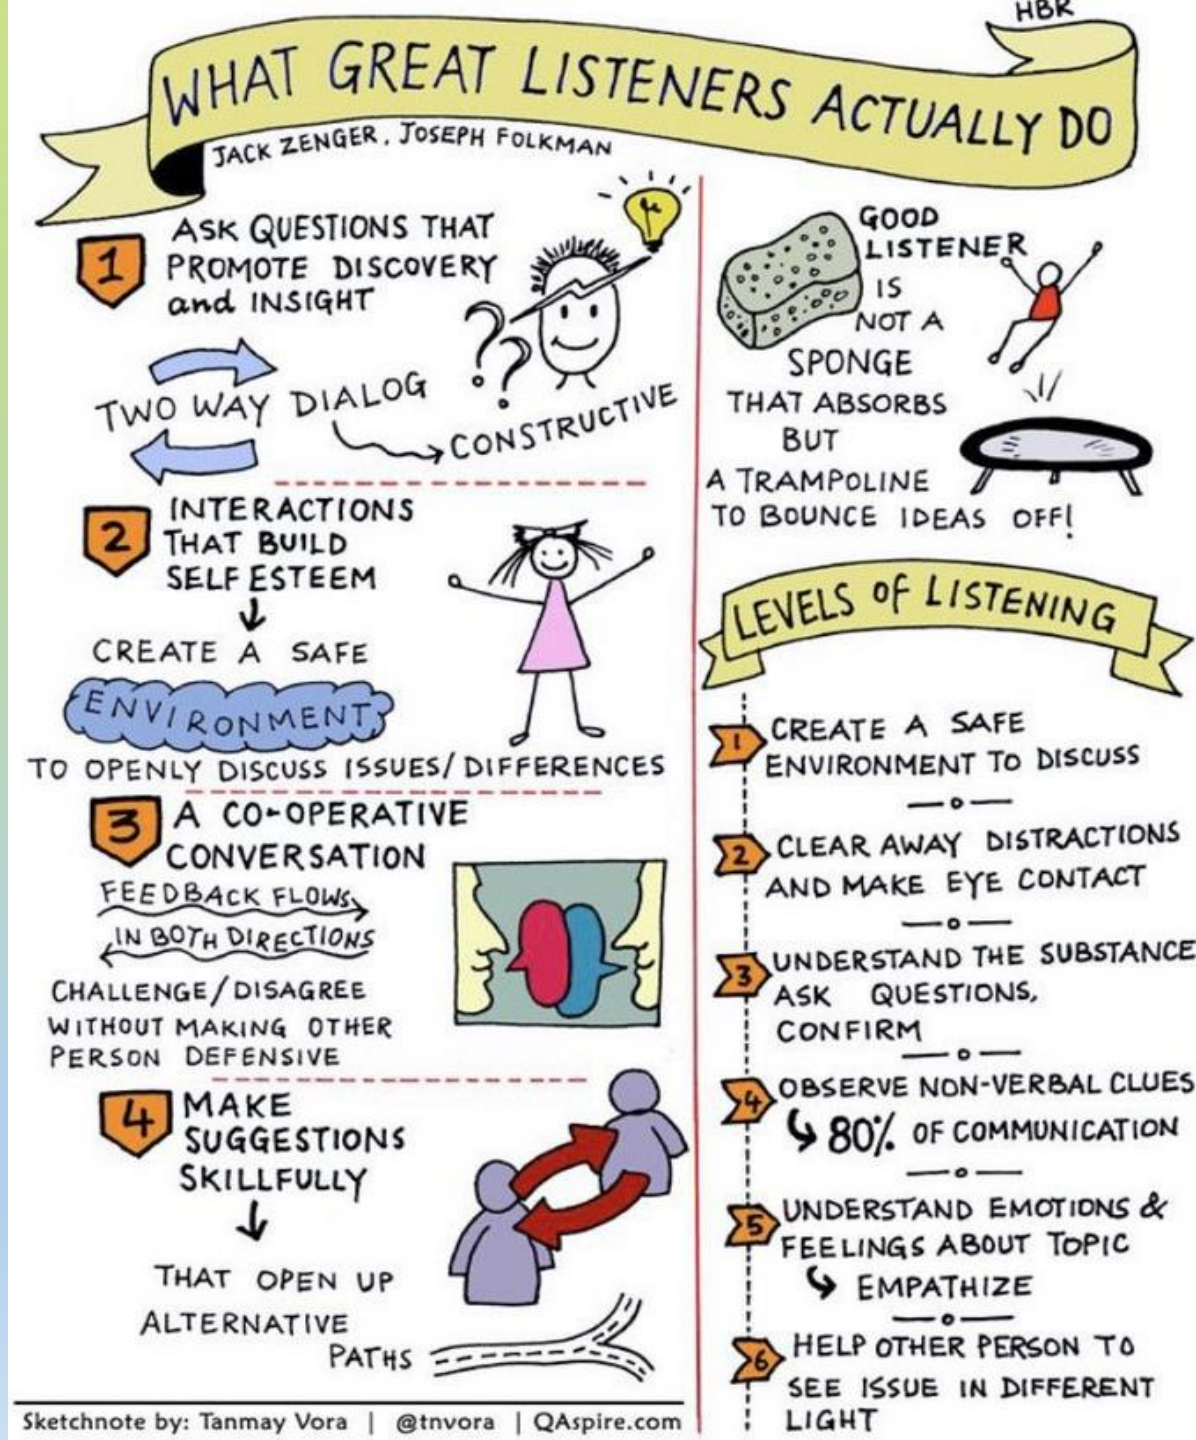 HBR
WHAT GREAT LISTENERS ACTUALLY DO
JACK ZENGER, JOSEPH FOLKMAN
1
ASK QUESTIONS THAT
PROMOTE DISCOVERY
and INSIGHT
??
TWO WAY DIALOG
CONSTRUCTIVE
2
INTERACTIONS
THAT BUILD
SELF ESTEEM
CREATE A SAFE
ENVIRONMENT
TO OPENLY DISCUSS ISSUES/DIFFERENCES
3
A CO-OPERATIVE
CONVERSATION
FEEDBACK FLOWS
IN BOTH DIRECTIONS
CHALLENGE/DISAGREE
WITHOUT MAKING OTHER
PERSON DEFENSIVE
4
MAKE
SUGGESTIONS
SKILLFULLY
THAT OPEN UP
ALTERNATIVE
PATHS
Sketchnote by: Tanmay Vora | @tnvora | QAspire.com
GOOD
LISTENER
IS
NOT A
SPONGE
THAT ABSORBS
BUT
A TRAMPOLINE
TO BOUNCE IDEAS OFF!
LEVELS OF LISTENING
1
CREATE A SAFE
ENVIRONMENT TO DISCUSS
2
CLEAR AWAY DISTRACTIONS
AND MAKE EYE CONTACT
3
UNDERSTAND THE SUBSTANCE
ASK QUESTIONS,
CONFIRM
4
OBSERVE NON-VERBAL CLUES
80% OF COMMUNICATION
5
UNDERSTAND EMOTIONS &
FEELINGS ABOUT TOPIC
EMPATHIZE
6
HELP OTHER PERSON TO
SEE ISSUE IN DIFFERENT
LIGHT